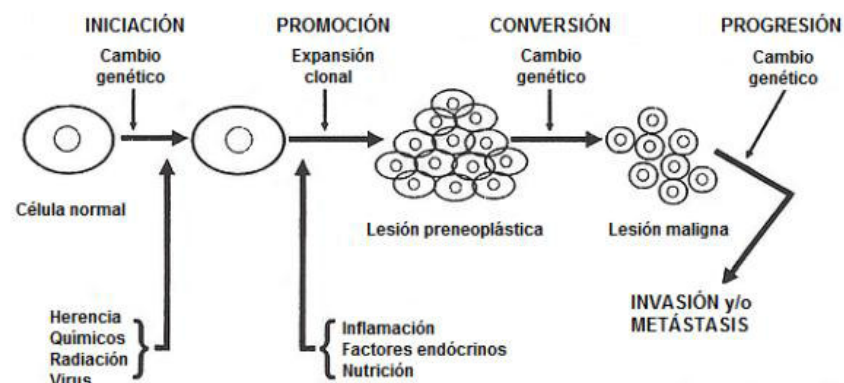 INICIACIÓN
Cambio
genético
PROMOCIÓN
Expansión
clonal
CONVERSIÓN
Cambio
genético
PROGRESIÓN
Cambio
genético
Célula normal
Lesión preneoplástica
Lesión maligna
INVASIÓN y/o
METÁSTASIS
Herencia
Químicos
Radiación
Virus
Inflamación
Factores endócrinos
Nutrición